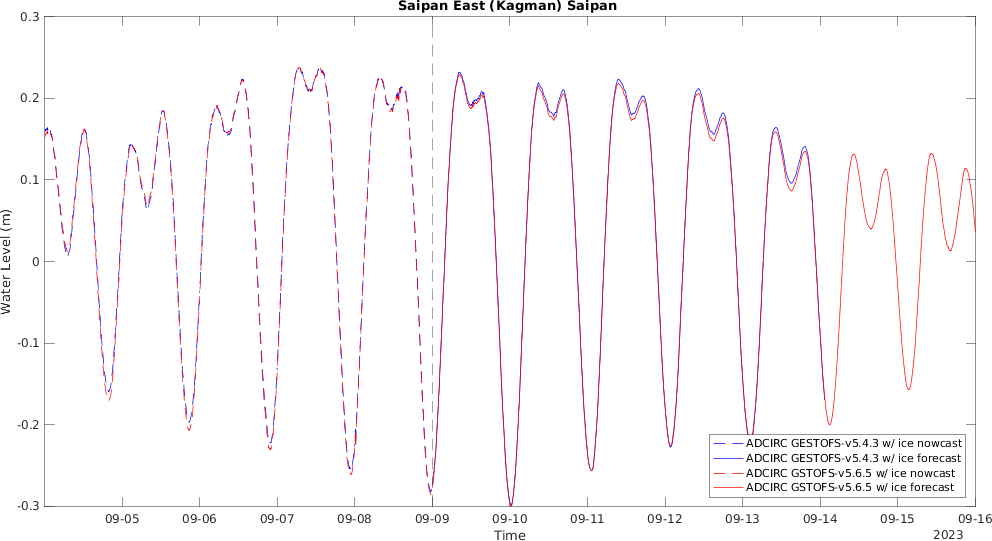 Saipan East (Kagman) Saipan
0.3
0.2
0.1
0
-0.1
-0.2
-0.3
Water Level (m)
ADCIRC GESTOFS-v5.4.3 w/ ice nowcast
ADCIRC GESTOFS-v5.4.3 w/ ice forecast
ADCIRC GSTOFS-v5.6.5 w/ ice nowcast
ADCIRC GSTOFS-v5.6.5 w/ ice forecast
09-05 09-06 09-07 09-08 09-09 09-10 09-11 09-12 09-13 09-14 09-15 09-16
Time
2023